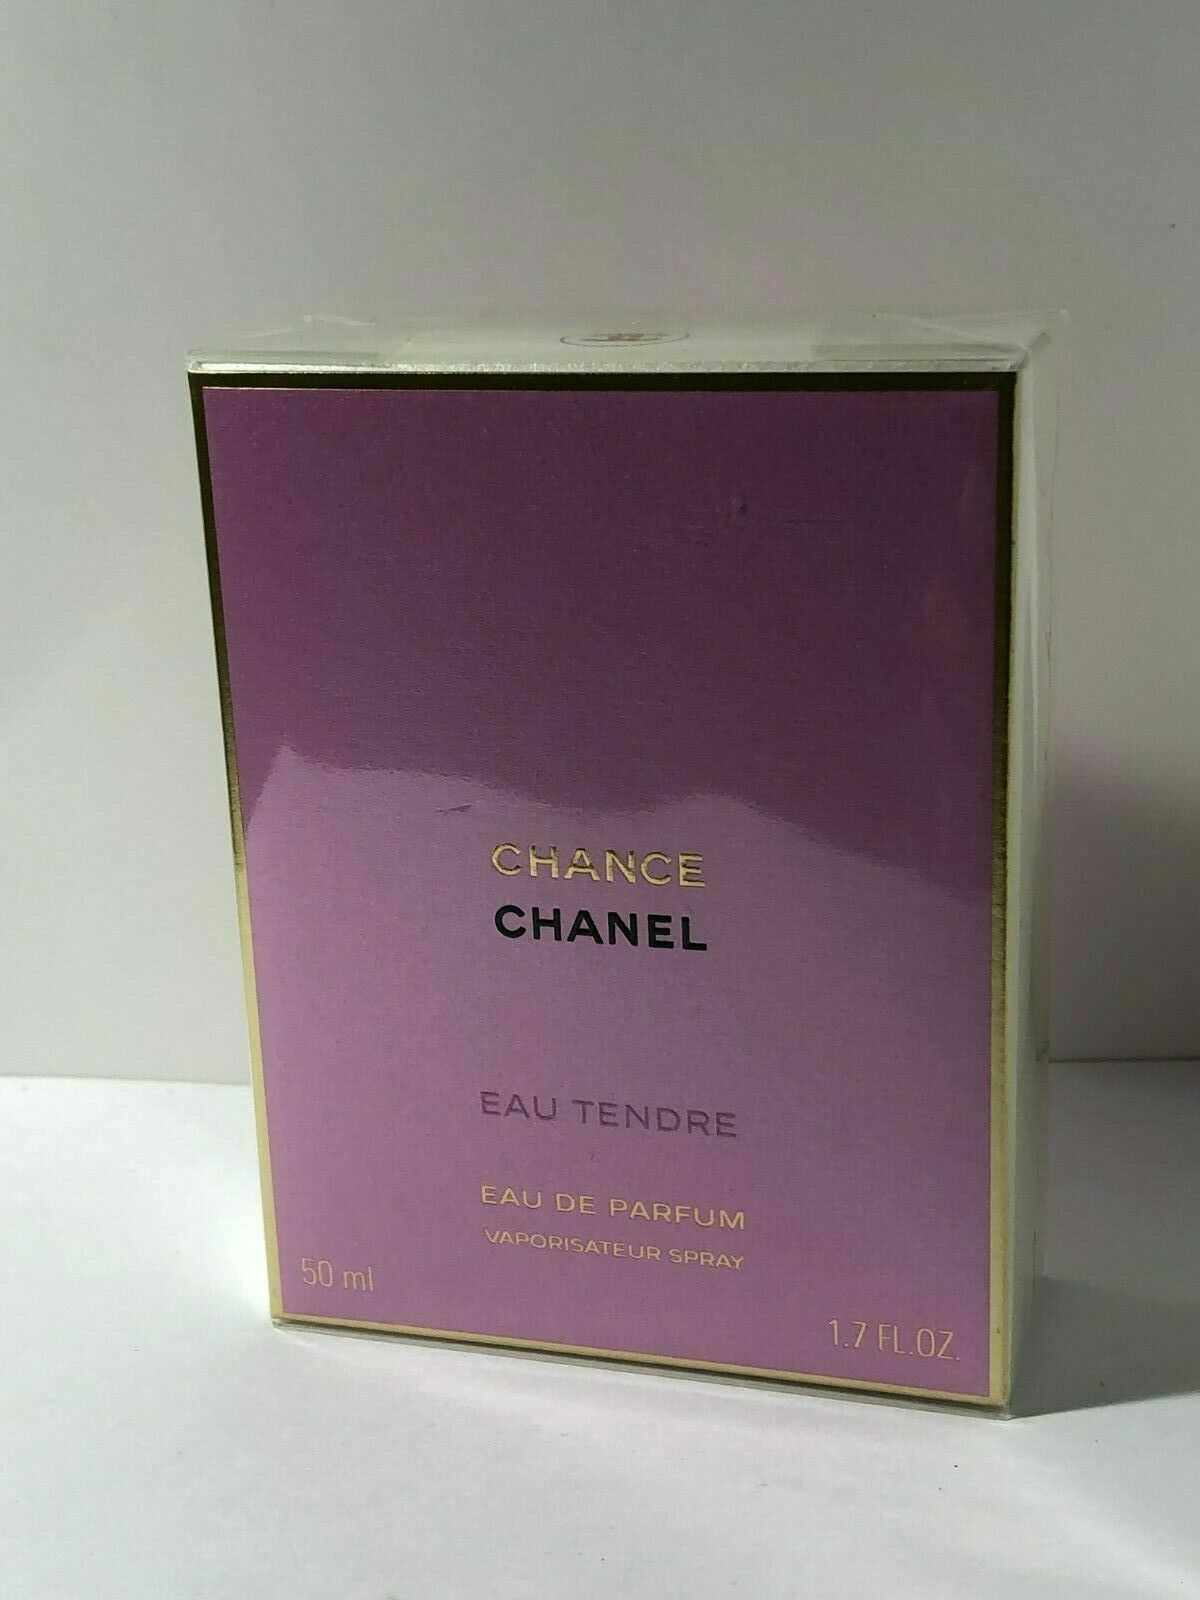 CHANCE
CHANEL
EAU TENDRE
EAU DE PARFUM
VAPORISATEUR SPRAY
50 ml
1.7 FL.OZ.